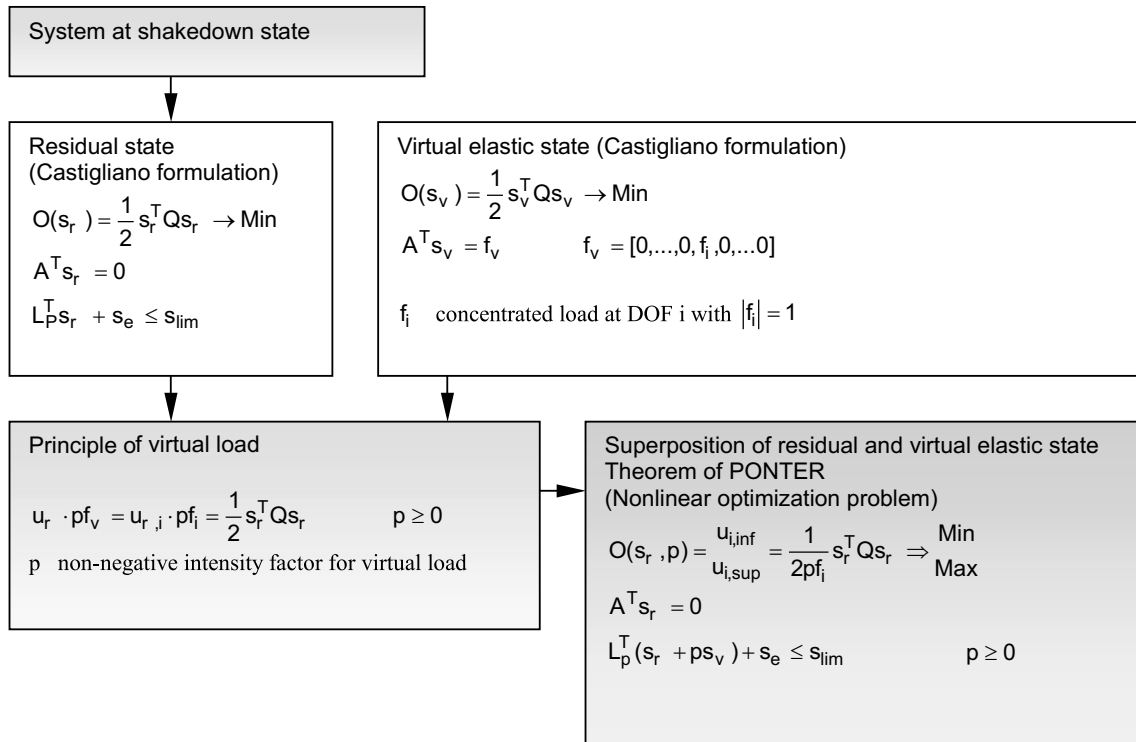 System at shakedown state
Residual state
(Castigliano formulation)
O(s_r ) = 1/2 s_r^T Qs_r → Min
A^T s_r = 0
L_P^T s_r + s_e ≤ s_lim
Virtual elastic state (Castigliano formulation)
O(s_v ) = 1/2 s_v^T Qs_v → Min
A^T s_v = f_v f_v = [0,...,0, f_i ,0,...0]
f_i concentrated load at DOF i with |f_i| = 1
Principle of virtual load
u_r · pf_v = u_r ,i · pf_i = 1/2 s_r^T Qs_r p ≥ 0
p non-negative intensity factor for virtual load
Superposition of residual and virtual elastic state
Theorem of PONTER
(Nonlinear optimization problem)
O(s_r , p) = u_i,inf / u_i,sup = 1/2pf_i s_r^T Qs_r ⇒ Min / Max
A^T s_r = 0
L_p^T (s_r + ps_v ) + s_e ≤ s_lim p ≥ 0